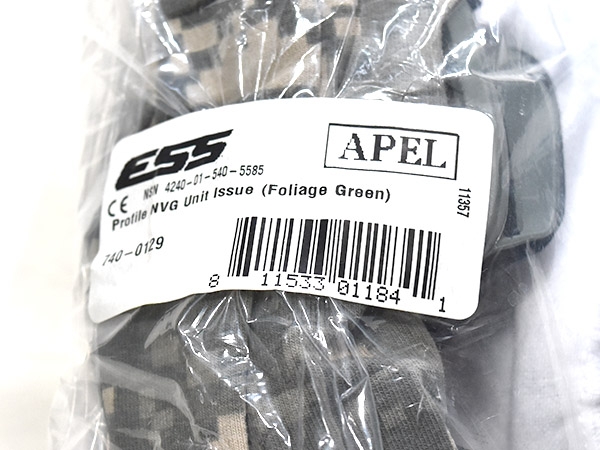 ESS
APEL
NSN 4240-01-540-5585
CE
Profile NVG Unit Issue (Foliage Green)
11357
740-0129
8 11533 01184 1